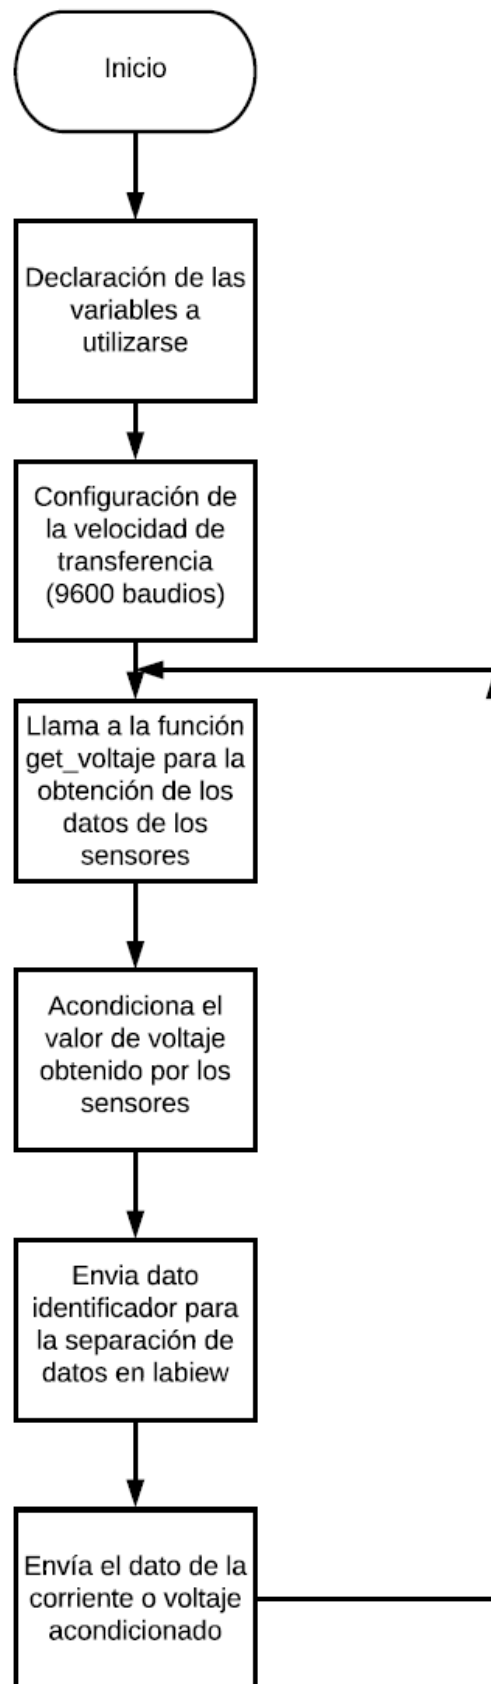 Inicio
Declaración de las
variables a
utilizarse
Configuración de
la velocidad de
transferencia
(9600 baudios)
Llama a la función
get_voltaje para la
obtención de los
datos de los
sensores
Acondiciona el
valor de voltaje
obtenido por los
sensores
Envia dato
identificador para
la separación de
datos en labiew
Envía el dato de la
corriente o voltaje
acondicionado